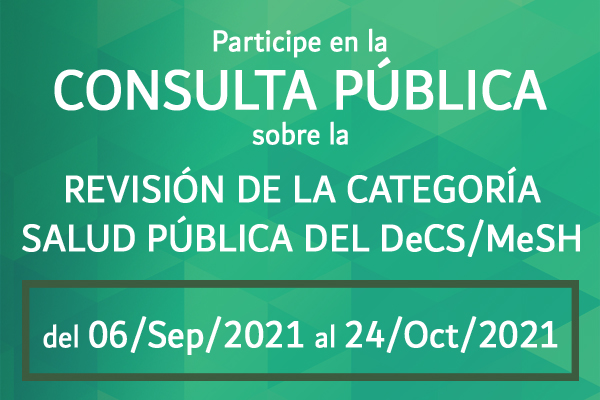 Participe en la
CONSULTA PÚBLICA
sobre la
REVISIÓN DE LA CATEGORÍA
SALUD PÚBLICA DEL DeCS/MeSH
del 06/Sep/2021 al 24/Oct/2021